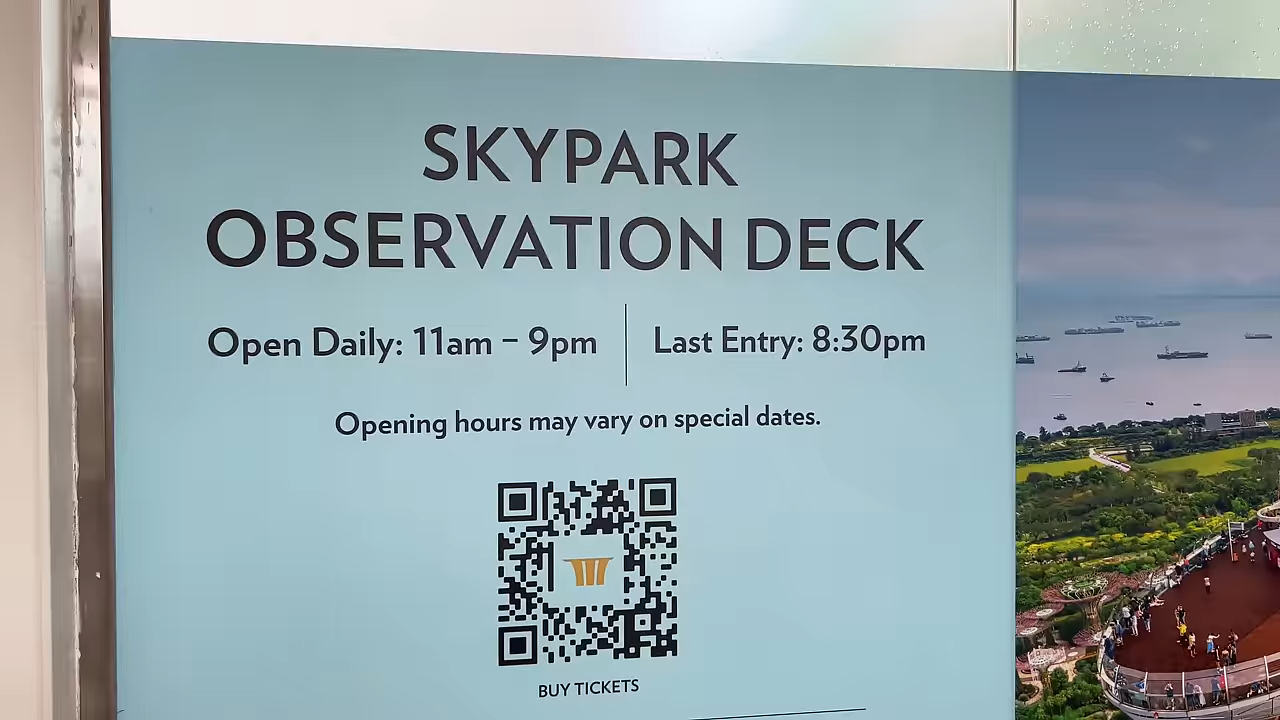 SKYPARK
OBSERVATION DECK
Open Daily: 11am – 9pm | Last Entry: 8:30pm
Opening hours may vary on special dates.
BUY TICKETS